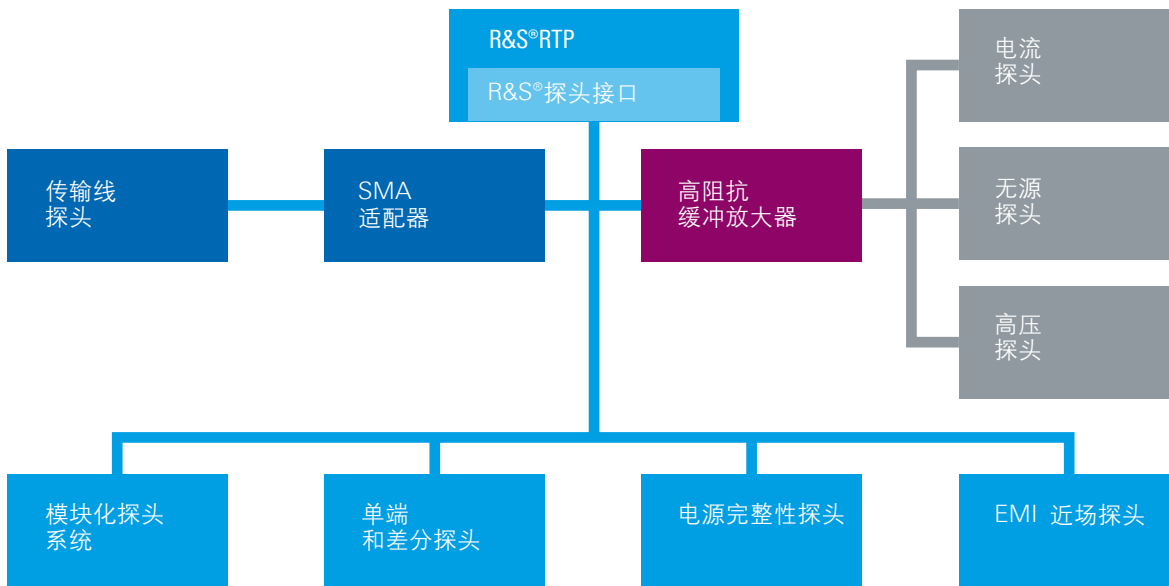 R&S®RTP
R&S®探头接口
电流
探头
传输线
探头
SMA
适配器
高阻抗
缓冲放大器
无源
探头
高压
探头
模块化探头
系统
单端
和差分探头
电源完整性探头
EMI 近场探头